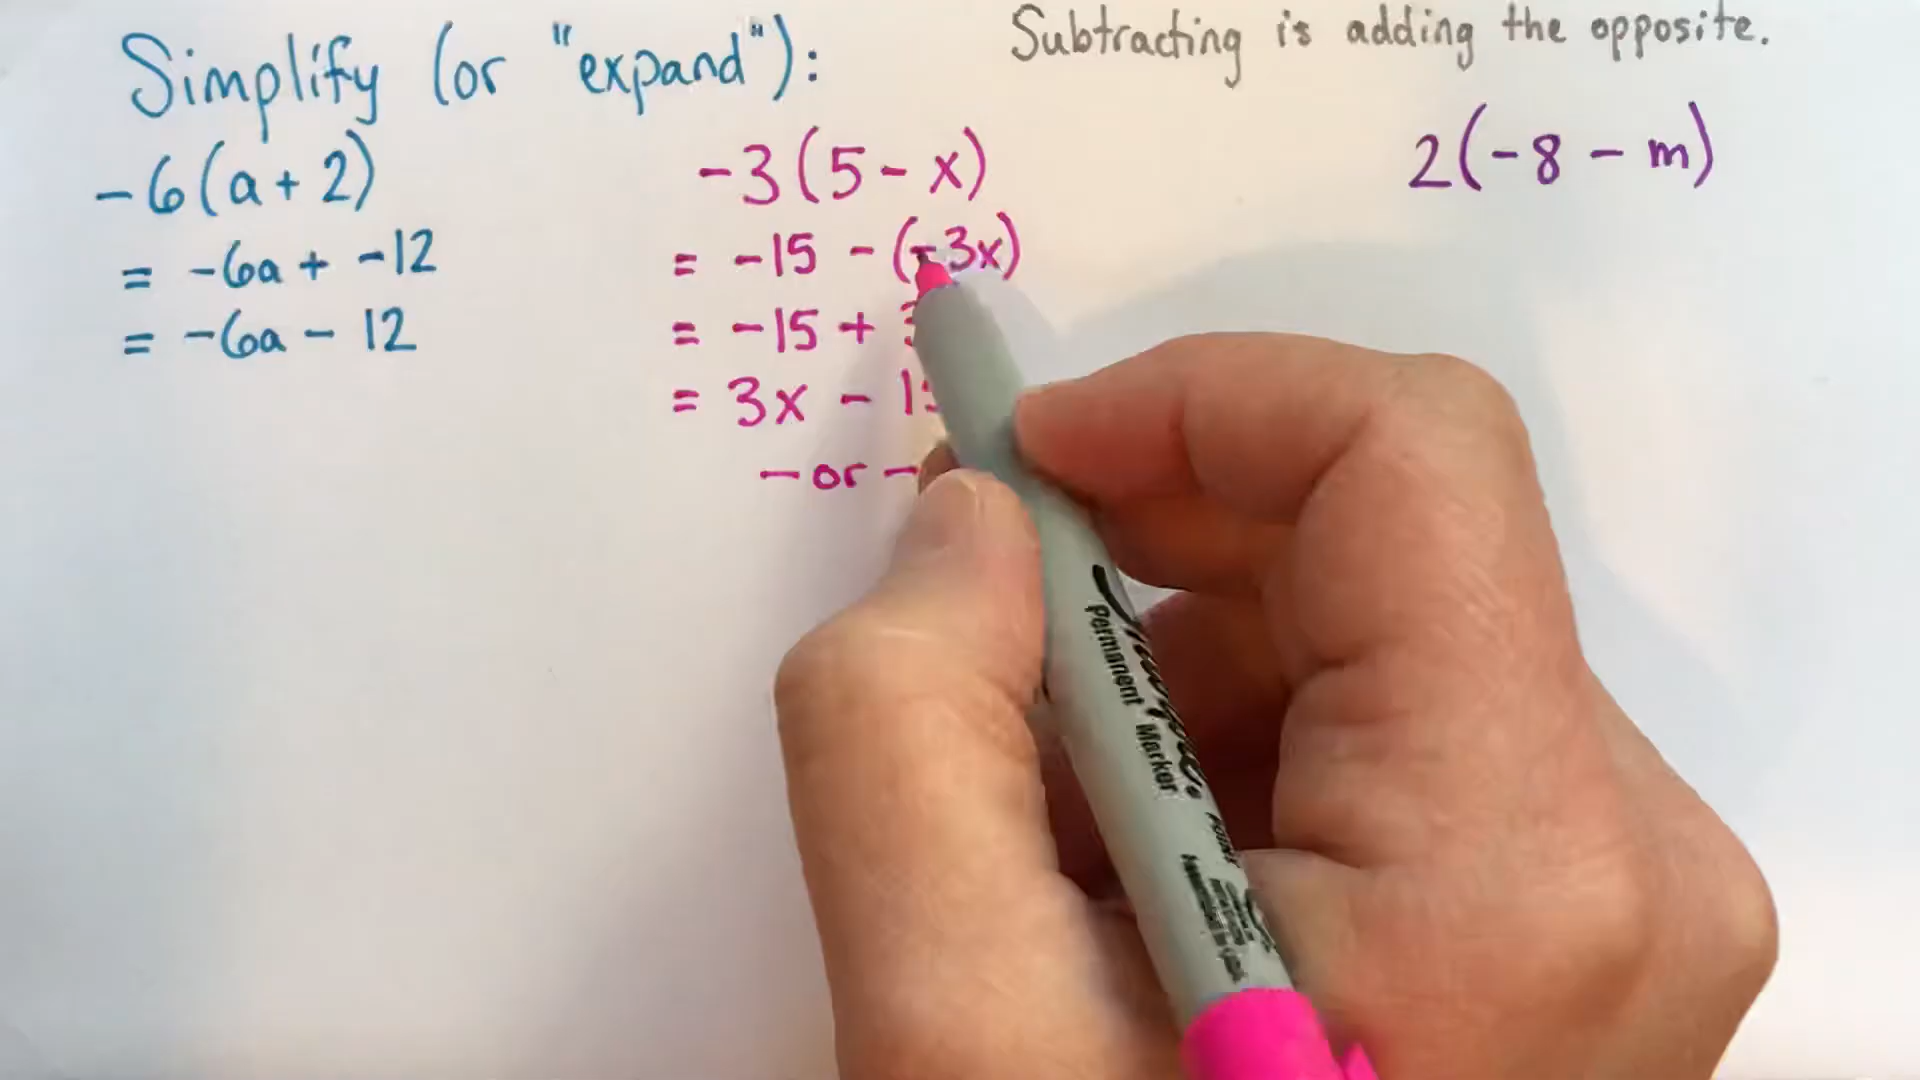 Simplify (or "expand"):
Subtracting is adding the opposite.
-6(a+2)
= -6a + -12
= -6a - 12
-3(5 - x)
= -15 - (-3x)
= -15 +
= 3x -
- or -
2(-8 - m)
Sharpie.
Permanent Marker